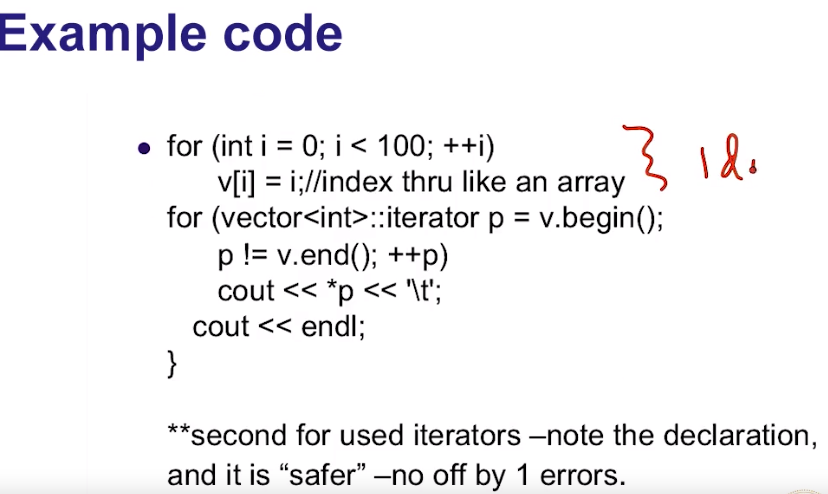 Example code
• for (int i = 0; i < 100; ++i)
v[i] = i;//index thru like an array
for (vector<int>::iterator p = v.begin();
p != v.end(); ++p)
cout << *p << '\t';
cout << endl;
}
**second for used iterators –note the declaration,
and it is “safer” –no off by 1 errors.